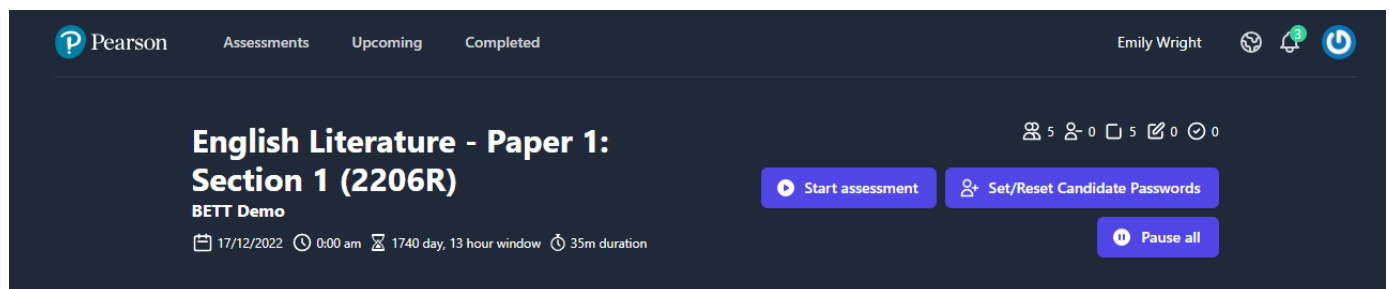 Pearson Assessments Upcoming Completed Emily Wright 3
English Literature - Paper 1:
Section 1 (2206R)
BETT Demo
17/12/2022 0:00 am 1740 day, 13 hour window 35m duration
5 0 5 0 0
Start assessment Set/Reset Candidate Passwords
Pause all